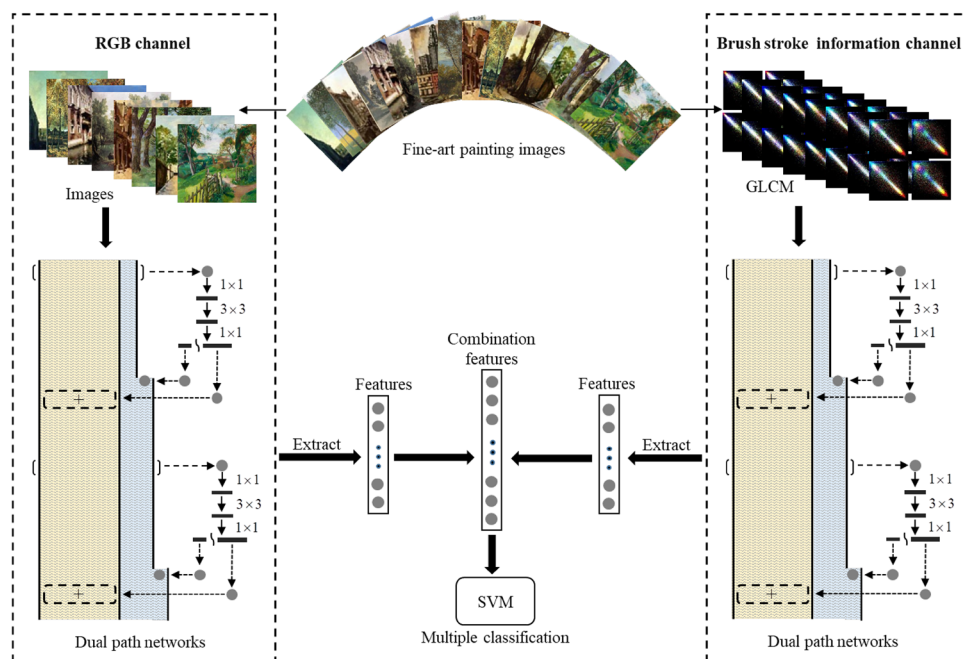 RGB channel
Images
1×1
3×3
1×1
+
1×1
3×3
1×1
+
Dual path networks
Fine-art painting images
Extract
Features
Combination
features
Features
Extract
SVM
Multiple classification
Brush stroke information channel
GLCM
1×1
3×3
1×1
+
1×1
3×3
1×1
+
Dual path networks